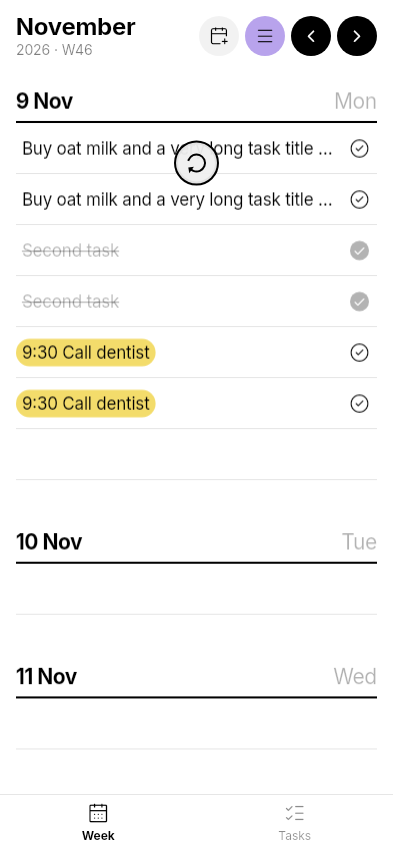 November
2026 · W46
9 Nov Mon
Buy oat milk and a long task title ...
Buy oat milk and a very long task title ...
Second task
Second task
9:30 Call dentist
9:30 Call dentist
10 Nov Tue
11 Nov Wed
Week Tasks